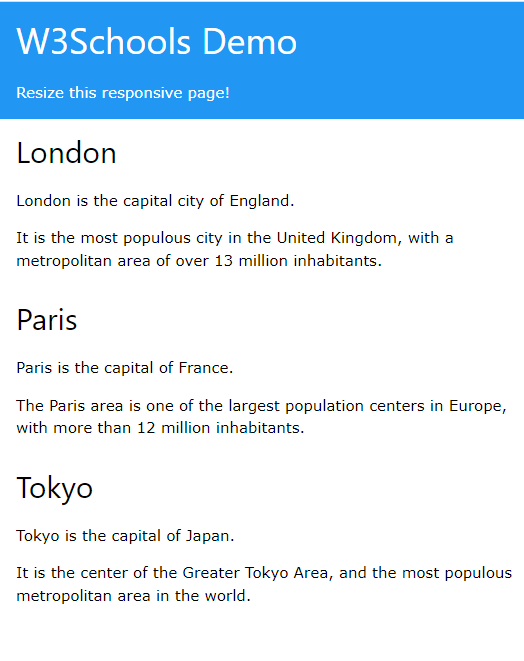 W3Schools Demo
Resize this responsive page!
London
London is the capital city of England.
It is the most populous city in the United Kingdom, with a
metropolitan area of over 13 million inhabitants.
Paris
Paris is the capital of France.
The Paris area is one of the largest population centers in Europe,
with more than 12 million inhabitants.
Tokyo
Tokyo is the capital of Japan.
It is the center of the Greater Tokyo Area, and the most populous
metropolitan area in the world.